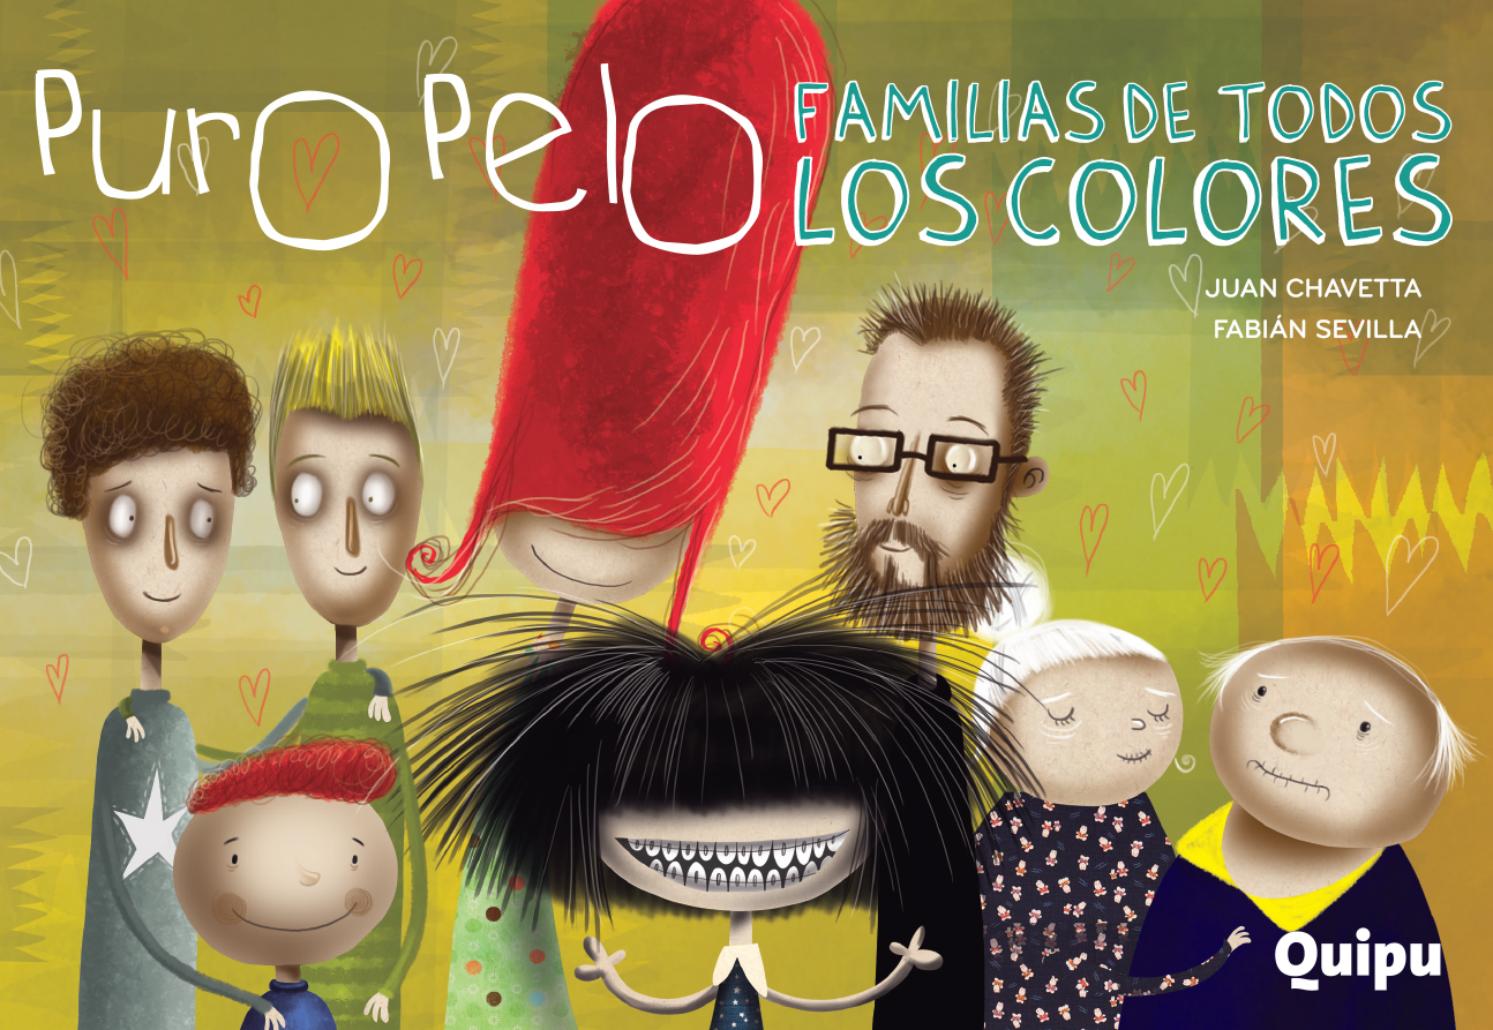 Puro Pelo
FAMILIAS DE TODOS
LOS COLORES
JUAN CHAVETTA
FABIÁN SEVILLA
Quipu